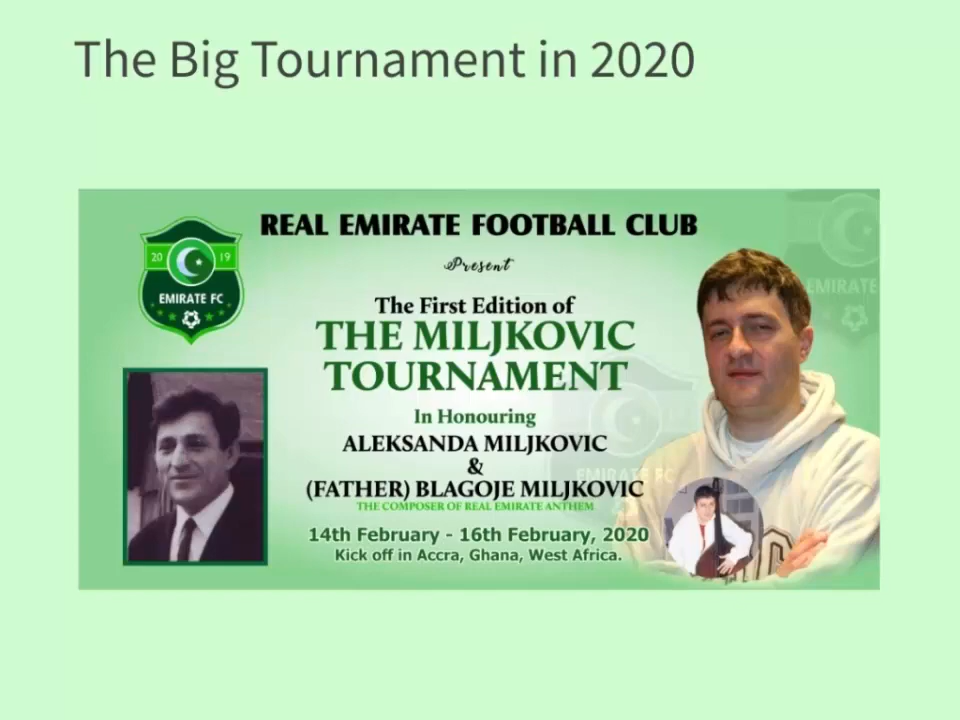 The Big Tournament in 2020
REAL EMIRATE FOOTBALL CLUB
Present
20 19
EMIRATE FC
The First Edition of
THE MILJKOVIC
TOURNAMENT
In Honouring
ALEKSANDA MILJKOVIC
&
(FATHER) BLAGOJE MILJKOVIC
THE COMPOSER OF REAL EMIRATE ANTHEM
14th February - 16th February, 2020
Kick off in Accra, Ghana, West Africa.
EMIRATE
EMIRATE FC